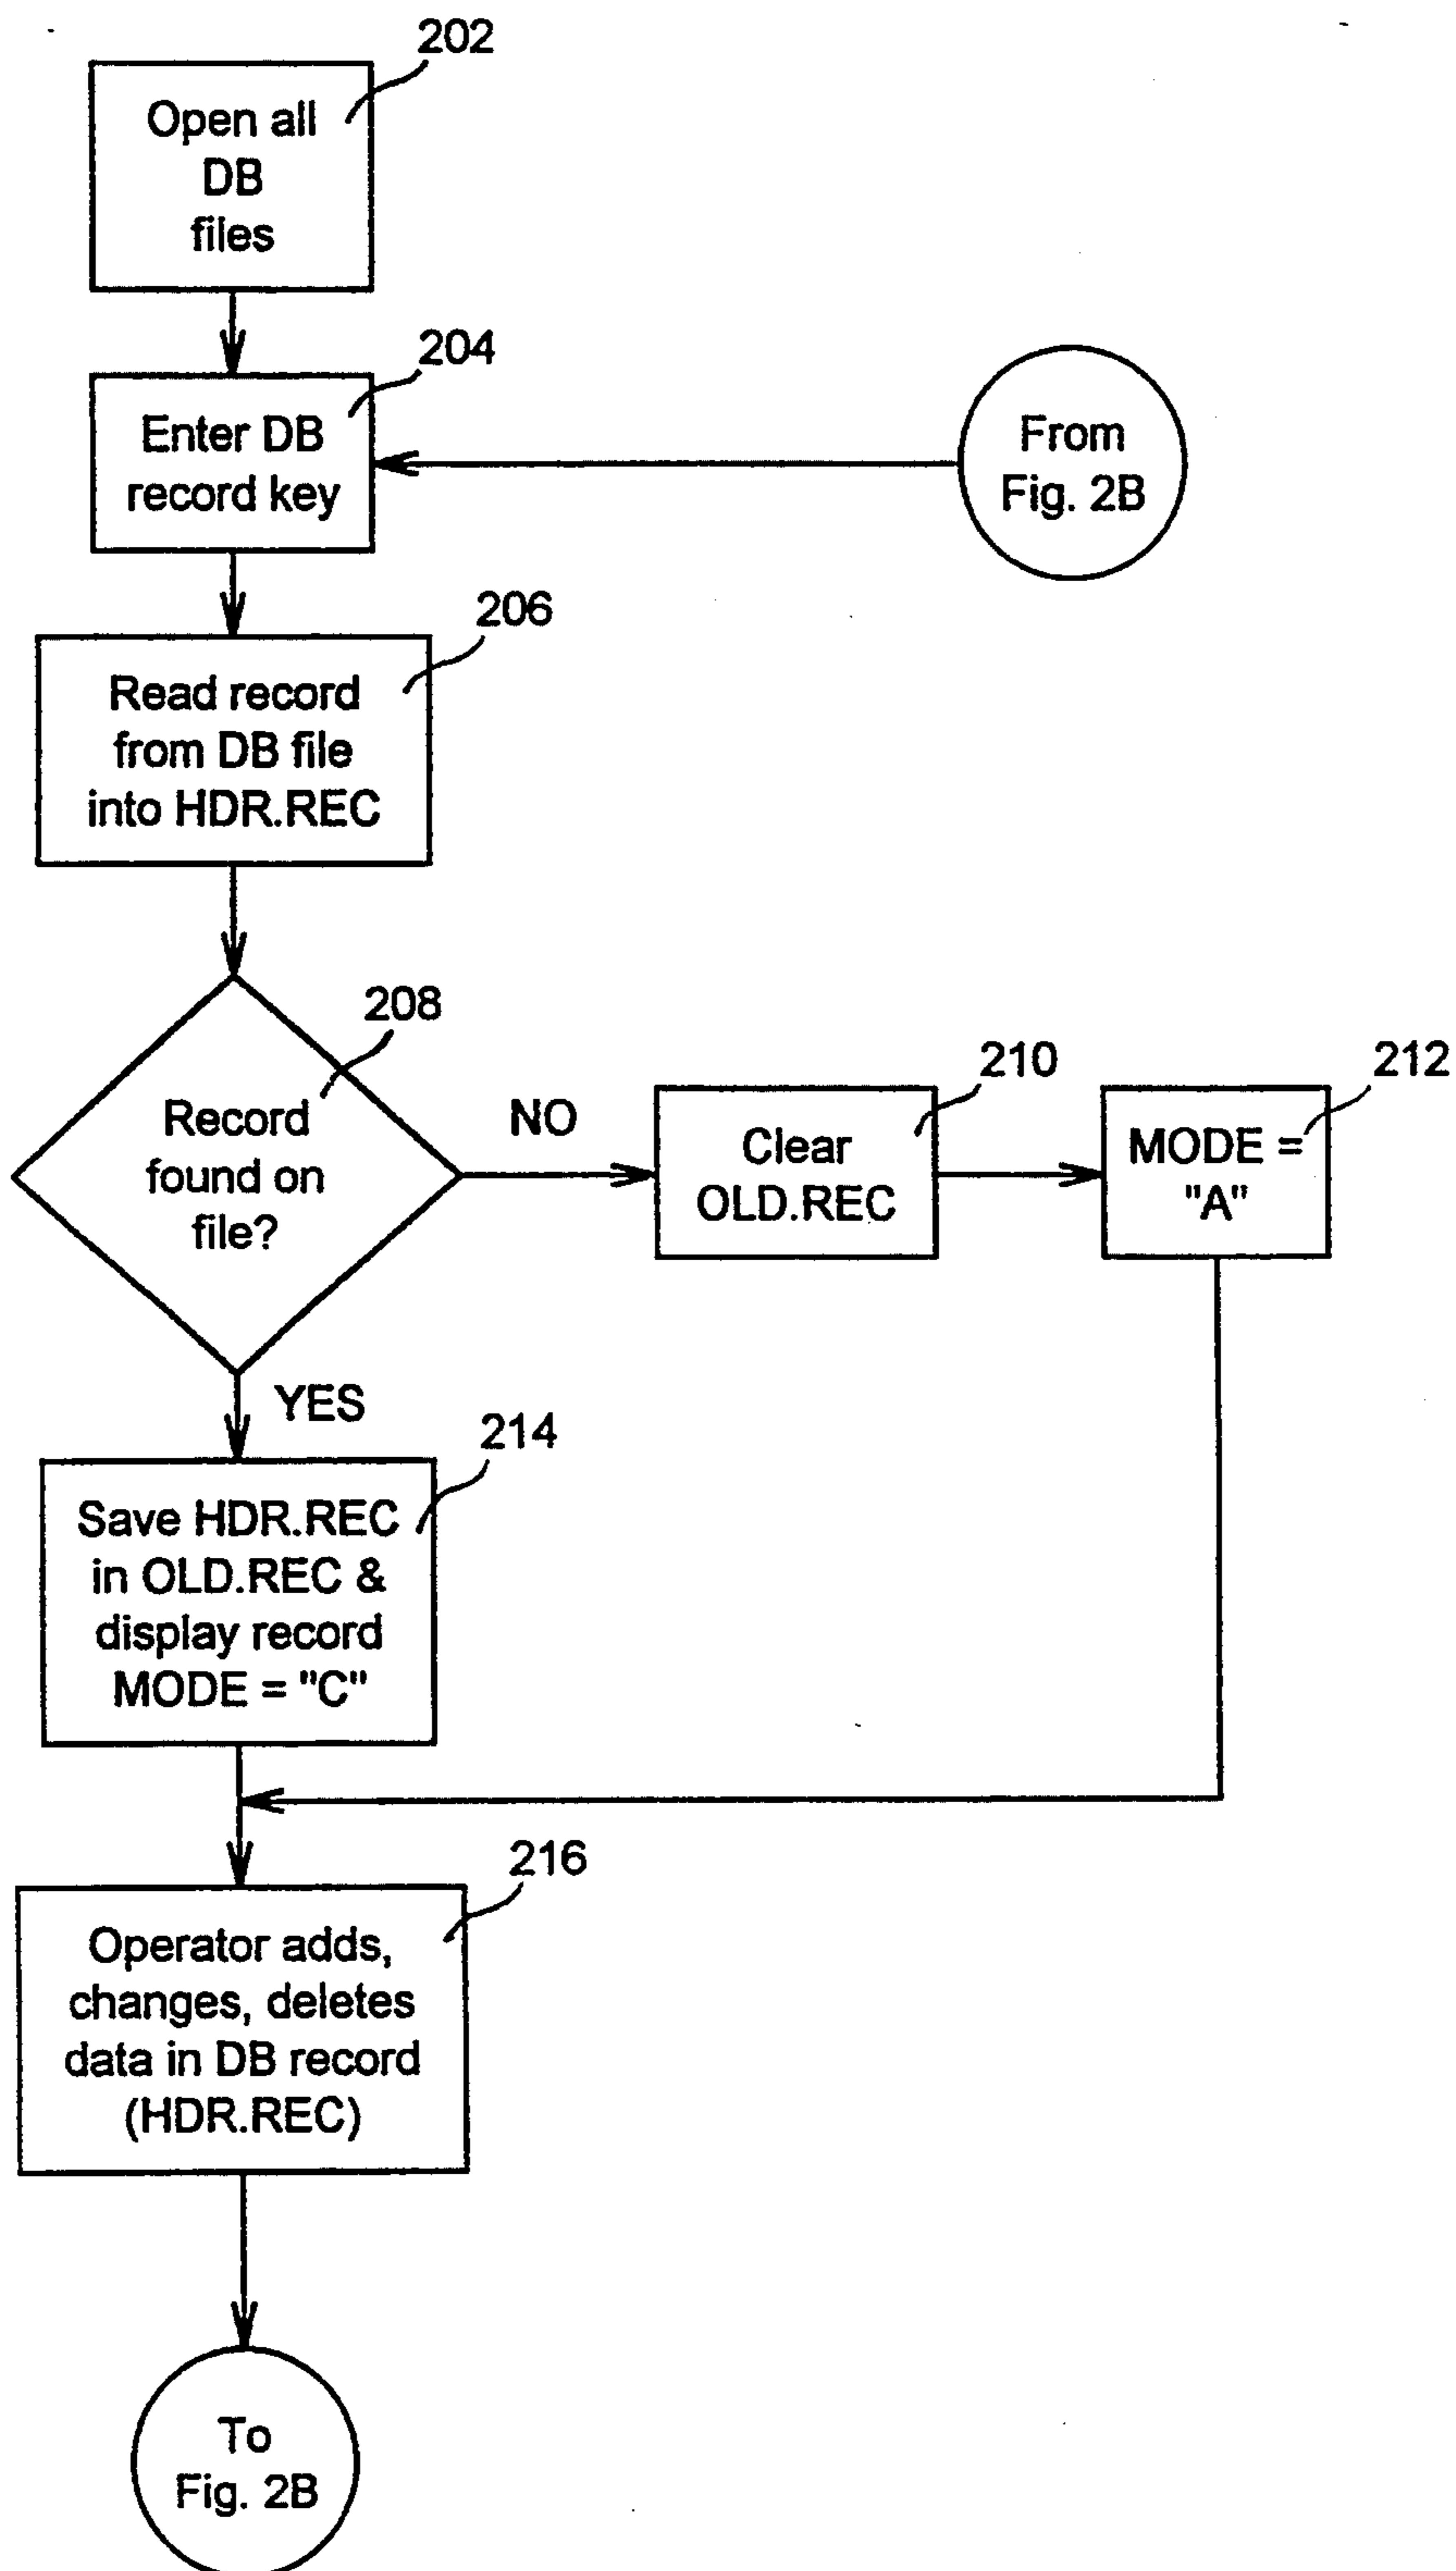 202
Open all
DB
files
204
Enter DB
record key
From
Fig. 2B
206
Read record
from DB file
into HDR.REC
208
Record
found on
file?
NO
210
Clear
OLD.REC
212
MODE =
"A"
YES
214
Save HDR.REC
in OLD.REC &
display record
MODE = "C"
216
Operator adds,
changes, deletes
data in DB record
(HDR.REC)
To
Fig. 2B